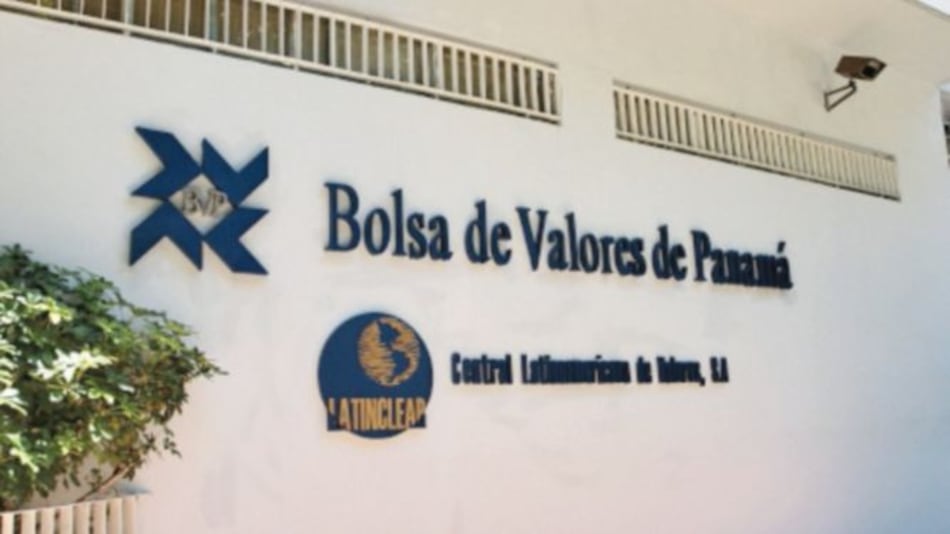 BVP
Bolsa de Valores de Panamá
LATINCLEAR
Central Latinoamericana de Valores, S.A